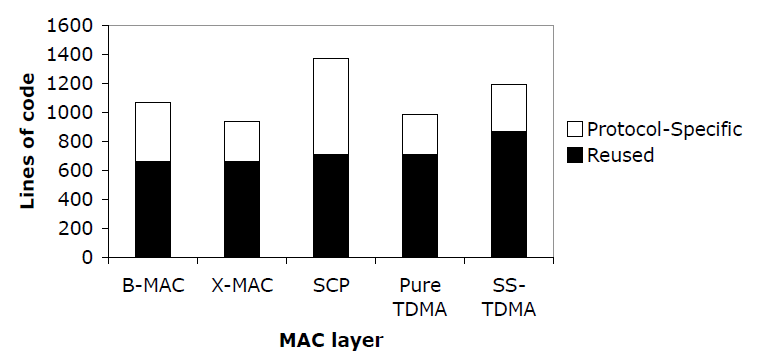 1600
1400
1200
1000
800
600
400
200
0
Lines of code
B-MAC X-MAC SCP Pure SS-
TDMA TDMA
MAC layer
Protocol-Specific
Reused